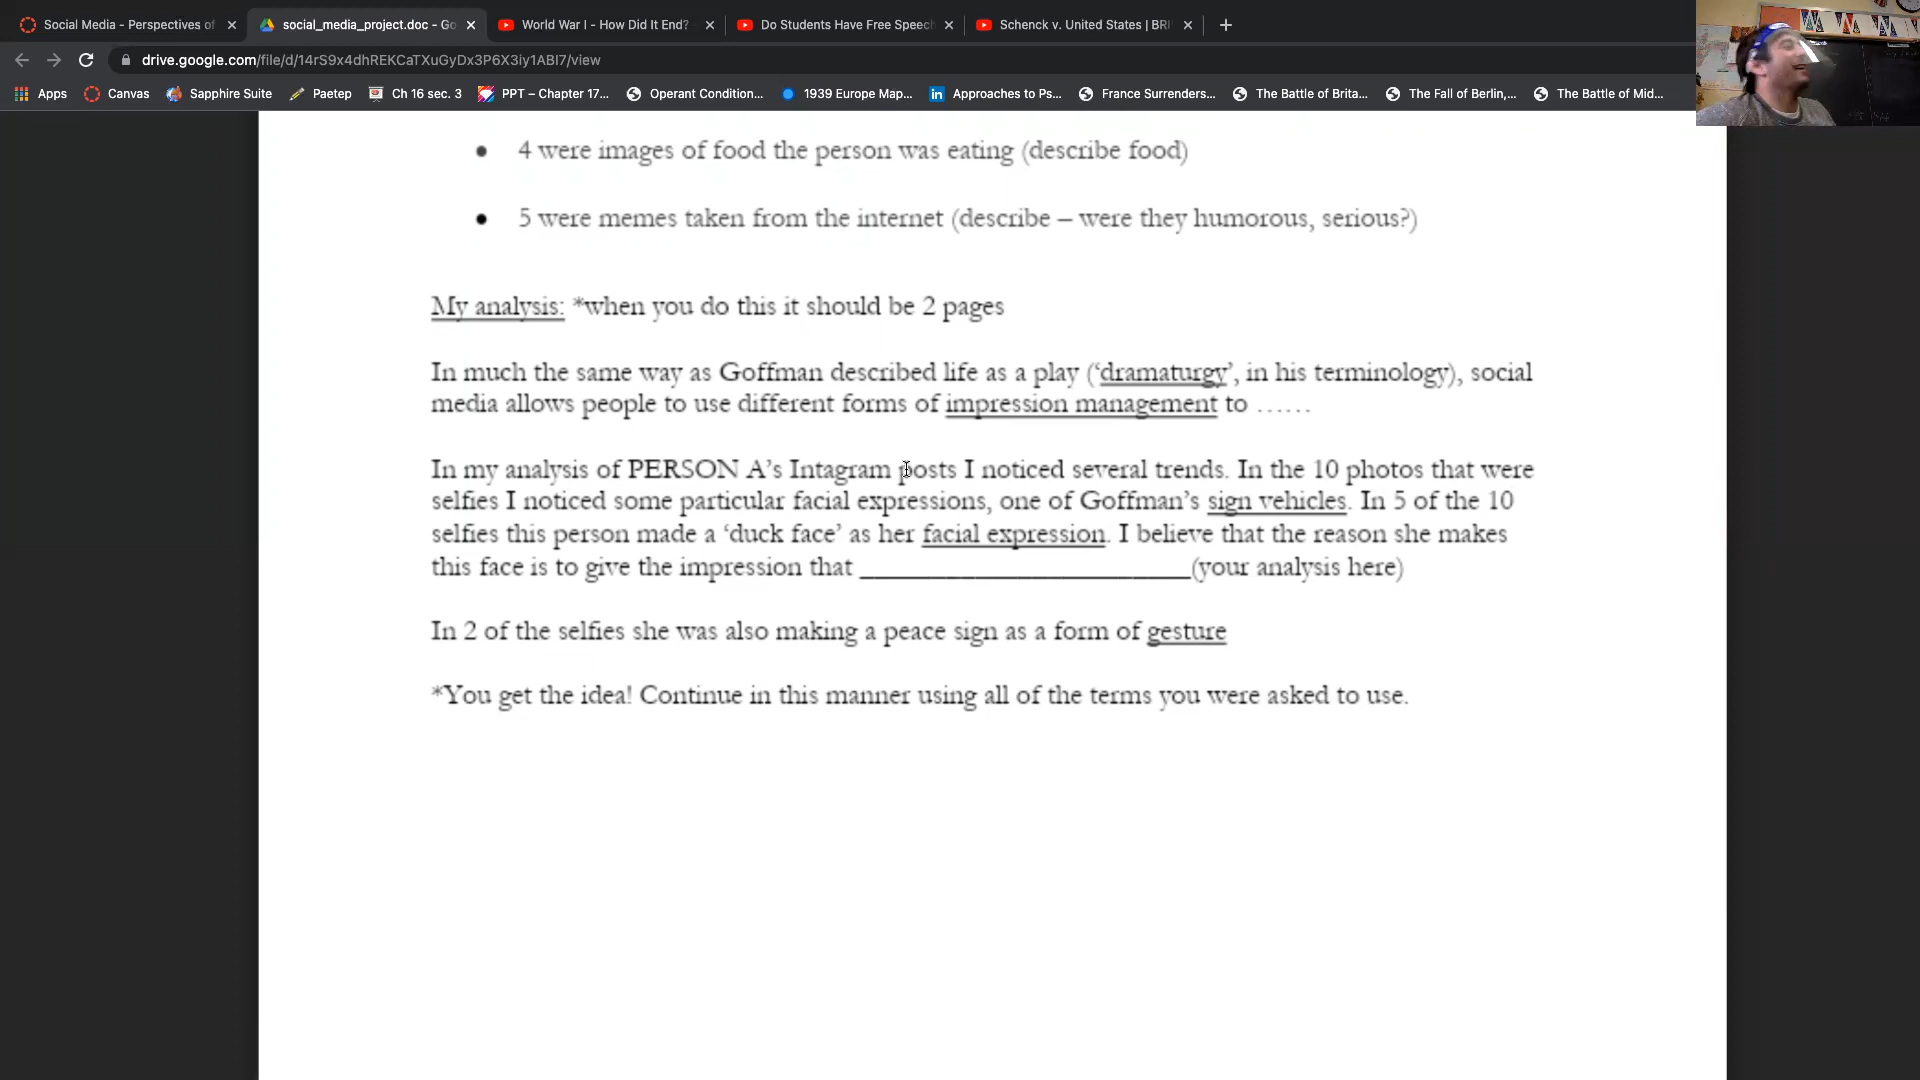 Social Media - Perspectives of
social_media_project.doc - Go
World War I - How Did It End?
Do Students Have Free Speech
Schenck v. United States | BRI
drive.google.com/file/d/14rS9x4dhREKCaTXuGyDx3P6X3iy1ABl7/view
Apps Canvas Sapphire Suite Paetep Ch 16 sec. 3 PPT – Chapter 17... Operant Condition... 1939 Europe Map... Approaches to Ps... France Surrenders... The Battle of Brita... The Fall of Berlin,... The Battle of Mid...
• 4 were images of food the person was eating (describe food)
• 5 were memes taken from the internet (describe – were they humorous, serious?)
My analysis: *when you do this it should be 2 pages
In much the same way as Goffman described life as a play (‘dramaturgy’, in his terminology), social
media allows people to use different forms of impression management to ……
In my analysis of PERSON A’s Intagram posts I noticed several trends. In the 10 photos that were
selfies I noticed some particular facial expressions, one of Goffman’s sign vehicles. In 5 of the 10
selfies this person made a ‘duck face’ as her facial expression. I believe that the reason she makes
this face is to give the impression that ________________________(your analysis here)
In 2 of the selfies she was also making a peace sign as a form of gesture
*You get the idea! Continue in this manner using all of the terms you were asked to use.